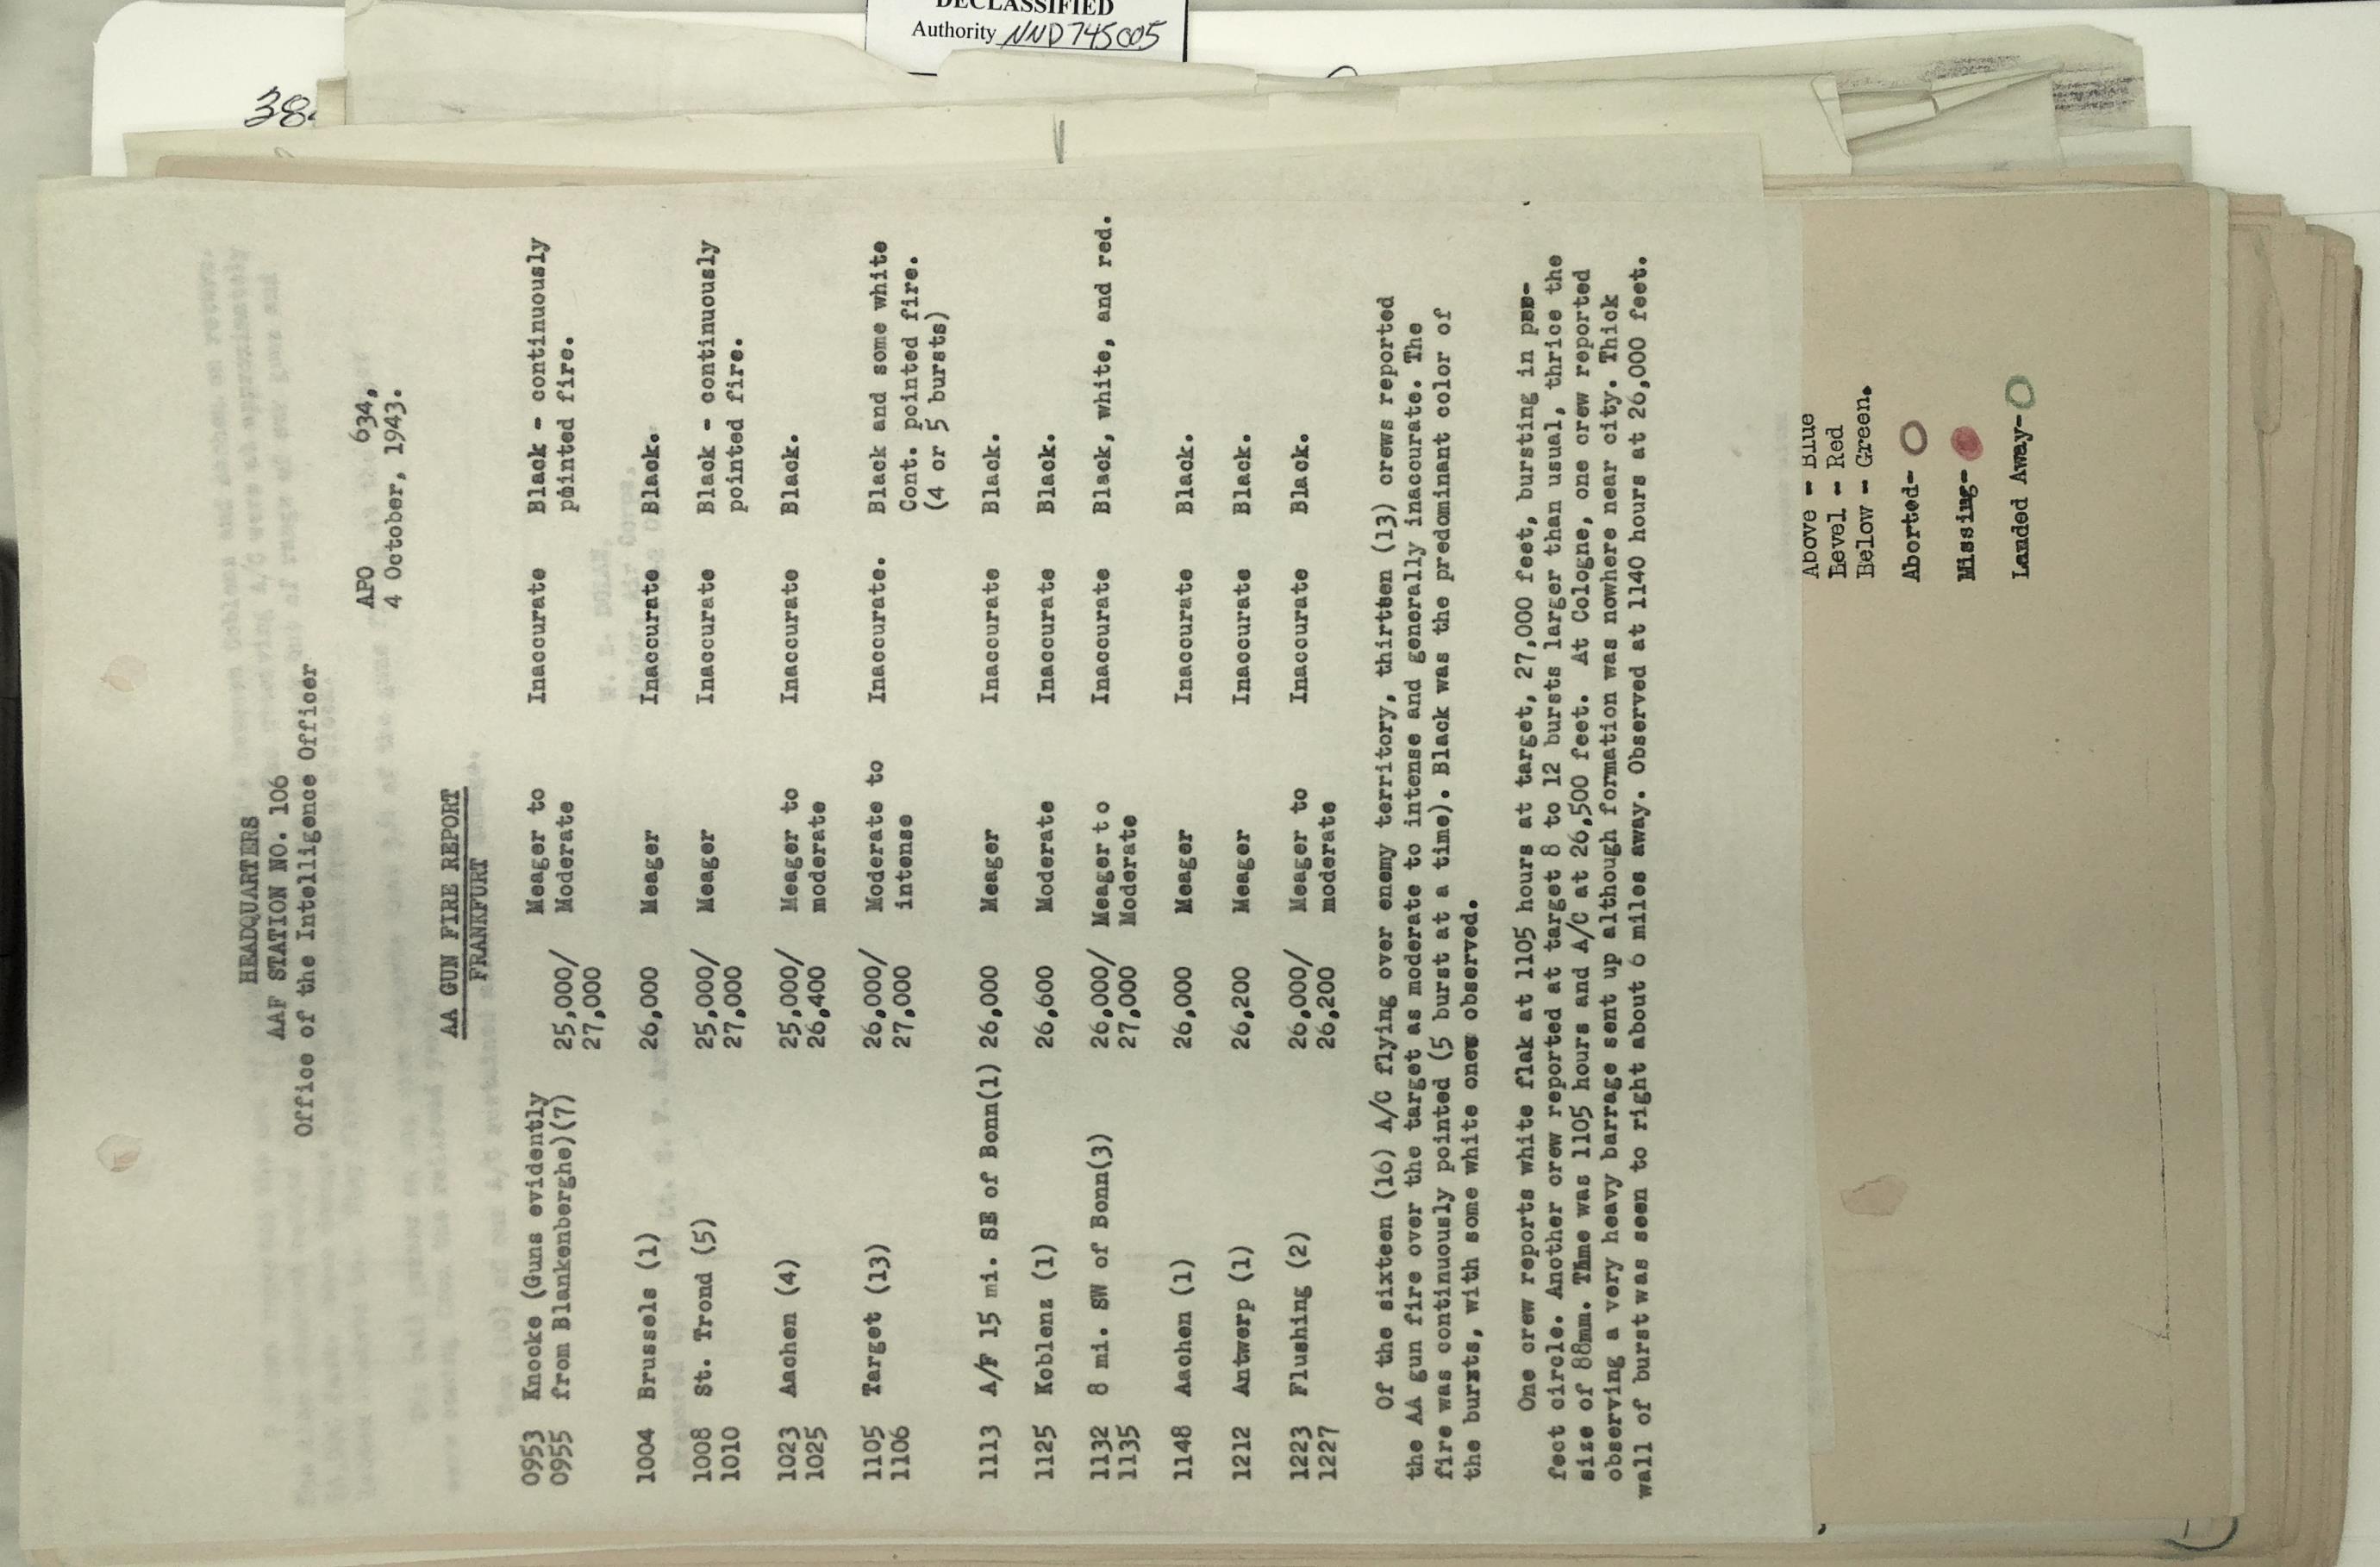 DECLASSIFIED
Authority NND 745005
38
HEADQUARTERS
AAF STATION NO. 106
Office of the Intelligence Officer
APO 634,
4 October, 1943.
AA GUN FIRE REPORT
FRANKFURT
0953 Knooke (Guns evidently 25,000/ Meager to Inaccurate Black - continuously
0955 from Blankenberghe)(7) 27,000 Moderate pointed fire.
1004 Brussels (1) 26,000 Meager Inaccurate Black.
1008 St. Trond (5) 25,000/ Meager Inaccurate Black - continuously
1010 27,000 pointed fire.
1023 Aachen (4) 25,000/ Meager to Inaccurate Black.
1025 26,400 moderate
1105 Target (13) 26,000/ Moderate to Inaccurate. Black and some white
1106 27,000 intense Cont. pointed fire.
(4 or 5 bursts)
1113 A/F 15 mi. SE of Bonn(1) 26,000 Meager Inaccurate Black.
1125 Koblenz (1) 26,600 Moderate Inaccurate Black.
1132 8 mi. SW of Bonn(3) 26,000/ Meager to Inaccurate Black, white, and red.
1135 27,000 Moderate
1148 Aachen (1) 26,000 Meager Inaccurate Black.
1212 Antwerp (1) 26,200 Meager Inaccurate Black.
1223 Flushing (2) 26,000/ Meager to Inaccurate Black.
1227 26,200 moderate
Of the sixteen (16) A/C flying over enemy territory, thirteen (13) crews reported
the AA gun fire over the target as moderate to intense and generally inaccurate. The
fire was continuously pointed (5 burst at a time). Black was the predominant color of
the bursts, with some white ones observed.
One crew reports white flak at 1105 hours at target, 27,000 feet, bursting in per-
fect circle. Another crew reported at target 8 to 12 bursts larger than usual, thrice the
size of 88mm. Time was 1105 hours and A/C at 26,500 feet. At Cologne, one crew reported
observing a very heavy barrage sent up although formation was nowhere near city. Thick
wall of burst was seen to right about 6 miles away. Observed at 1140 hours at 26,000 feet.
Above - Blue
Level - Red
Below - Green.
Aborted-
Missing-
Landed Away-